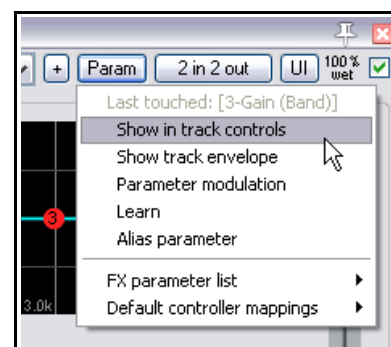 + Param 2 in 2 out UI 100% wet
Last touched: [3-Gain (Band)]
Show in track controls
Show track envelope
Parameter modulation
Learn
Alias parameter
3
FX parameter list
3.0k
Default controller mappings